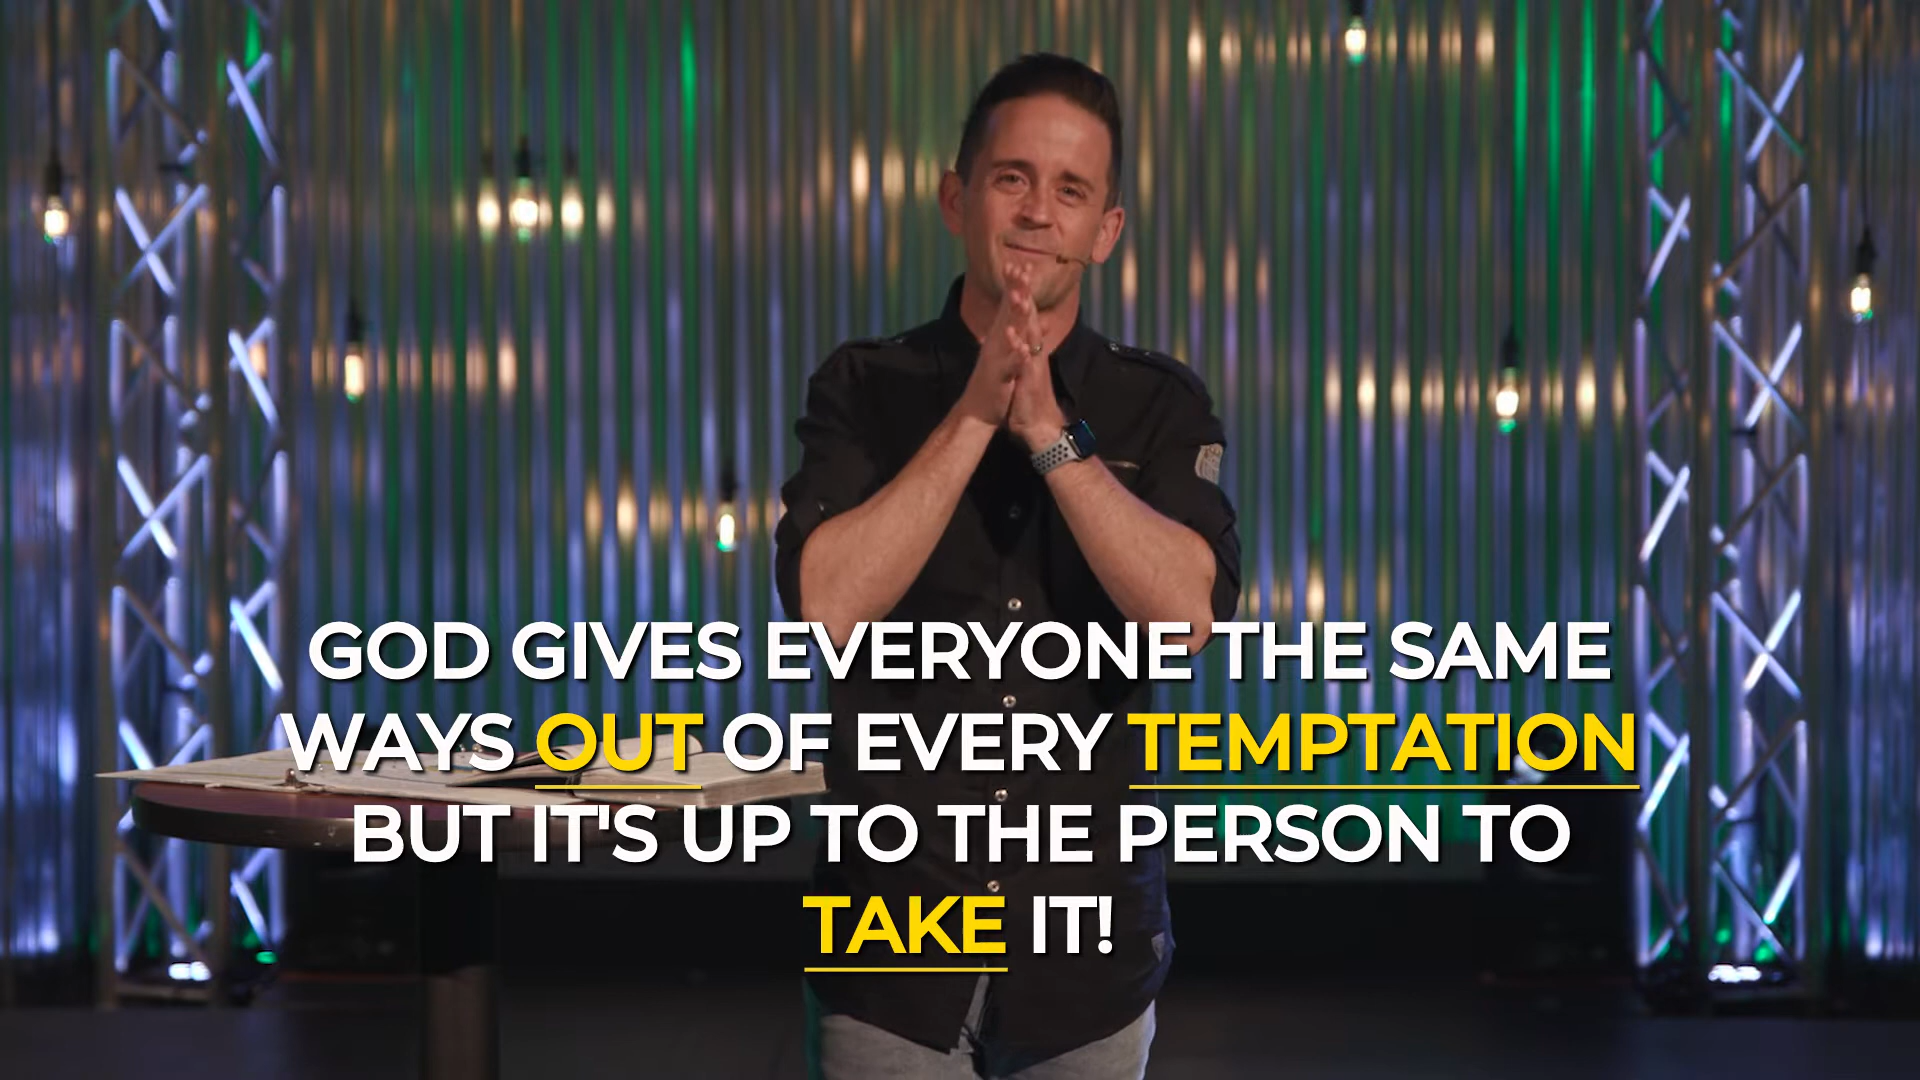 GOD GIVES EVERYONE THE SAME
WAYS OUT OF EVERY TEMPTATION
BUT IT'S UP TO THE PERSON TO
TAKE IT!